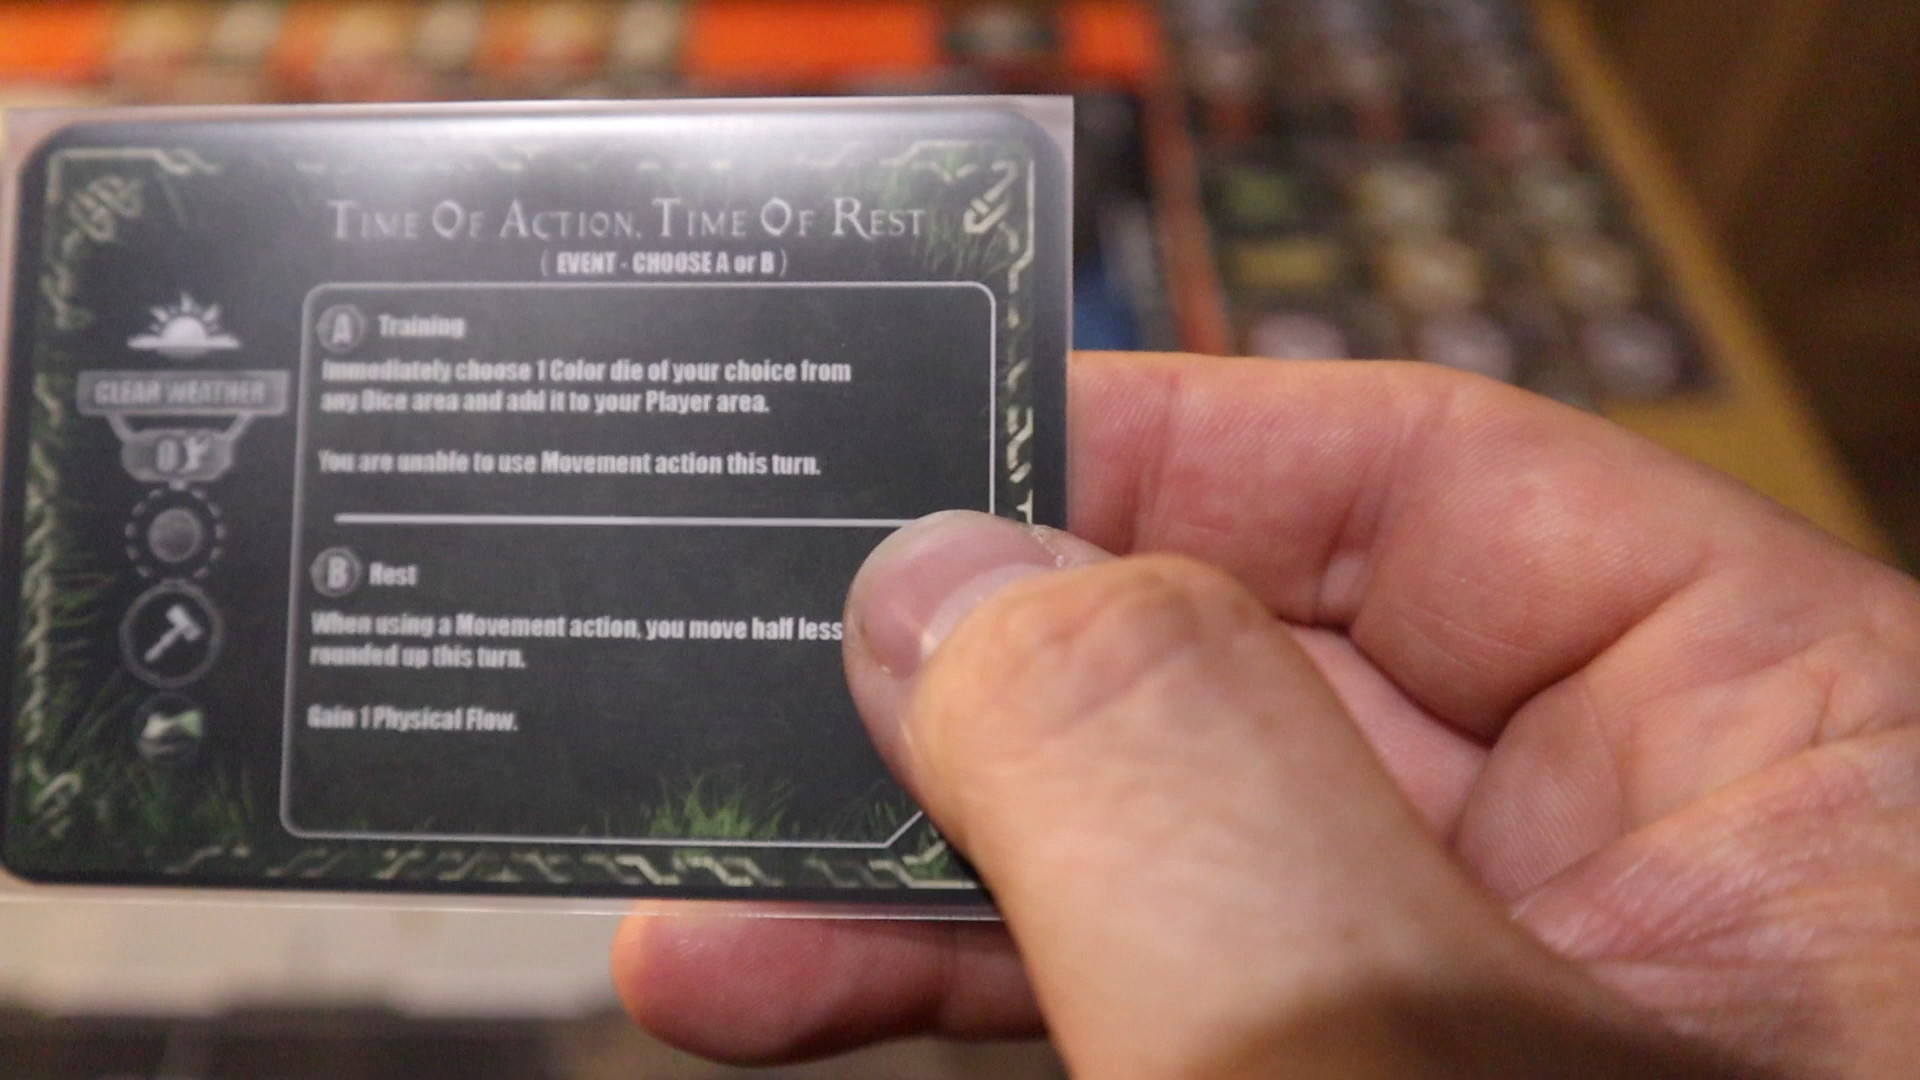 TIME OF ACTION, TIME OF REST
( EVENT - CHOOSE A or B )
CLEAR WEATHER
A Training
Immediately choose 1 Color die of your choice from
any Dice area and add it to your Player area.
You are unable to use Movement action this turn.
B Rest
When using a Movement action, you move half less
rounded up this turn.
Gain 1 Physical Flow.